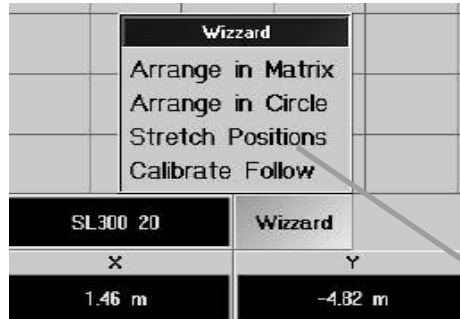 Wizzard
Arrange in Matrix
Arrange in Circle
Stretch Positions
Calibrate Follow
SL300 20 Wizzard
X Y
1.46 m -4.82 m